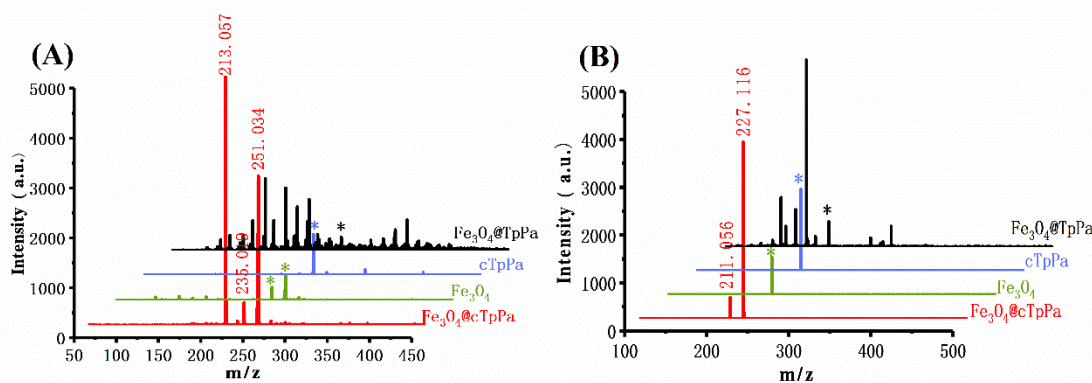 (A)
Intensity ( a.u.)
5000
4000
3000
2000
1000
0
50 100 150 200 250 300 350 400 450
m/z
213.057
251.034
* *
* *
Fe₃O₄@TpPa
cTpPa
Fe₃O₄
Fe₃O₄@cTpPa
(B)
Intensity (a.u.)
5000
4000
3000
2000
1000
0
100 200 300 400 500
m/z
227.116
211.056
*
*
*
Fe₃O₄@TpPa
cTpPa
Fe₃O₄
Fe₃O₄@cTpPa